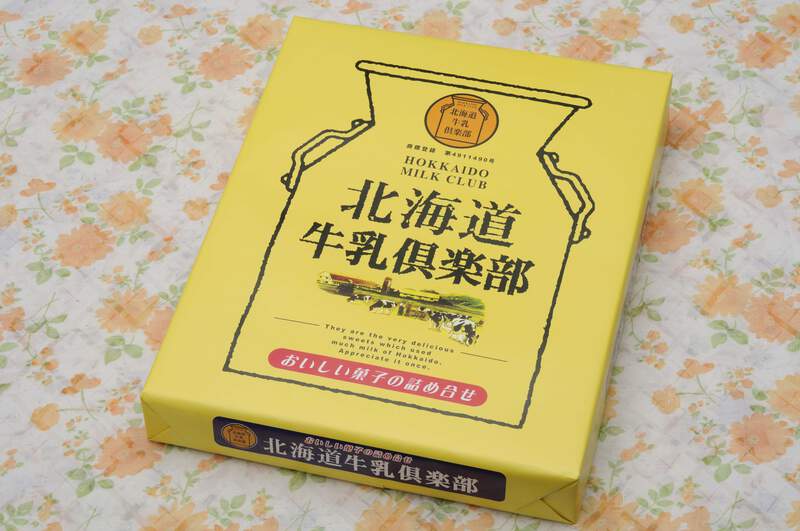 北海道
牛乳
倶楽部
商標登録 第4911490号
HOKKAIDO
MILK CLUB
北海道
牛乳倶楽部
They are the very delicious
sweets which used
much milk of Hokkaido.
Appreciate it once.
おいしい菓子の詰め合せ
おいしい菓子の詰め合せ
北海道牛乳倶楽部